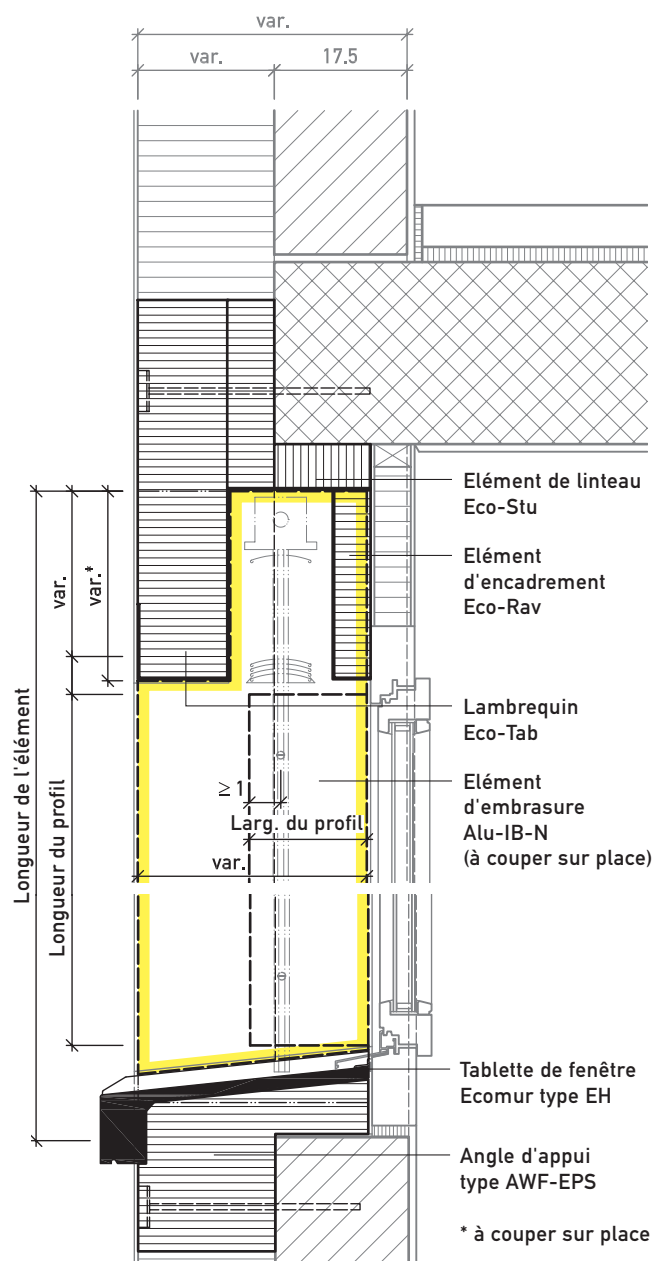 var.
var.
17.5
Elément de linteau
Eco-Stu
Elément
d'encadrement
Eco-Rav
var.
var.*
Lambrequin
Eco-Tab
Elément
d'embrasure
Alu-IB-N
(à couper sur place)
≥ 1
Larg. du profil
var.
Longueur de l'élément
Longueur du profil
Tablette de fenêtre
Ecomur type EH
Angle d'appui
type AWF-EPS
* à couper sur place